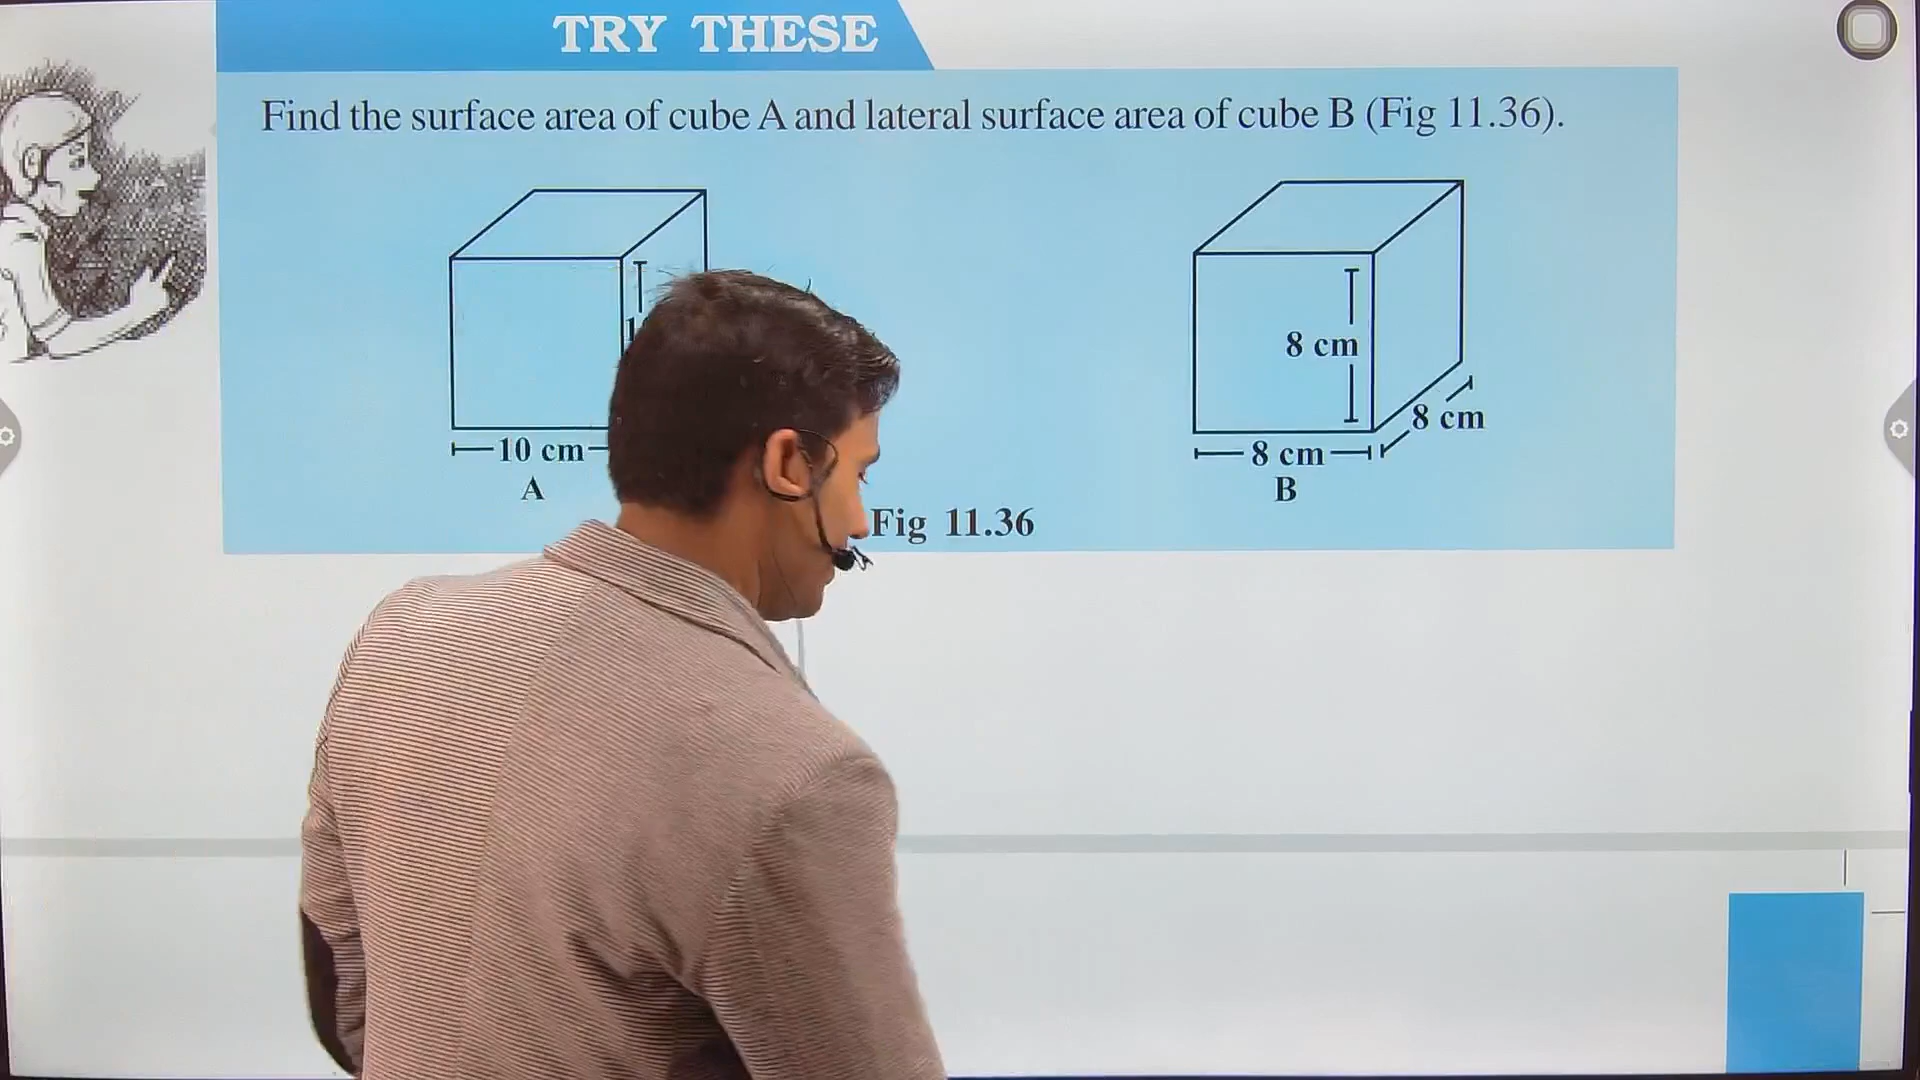 TRY THESE
Find the surface area of cube A and lateral surface area of cube B (Fig 11.36).
8 cm
8 cm
10 cm
8 cm
A
B
Fig 11.36